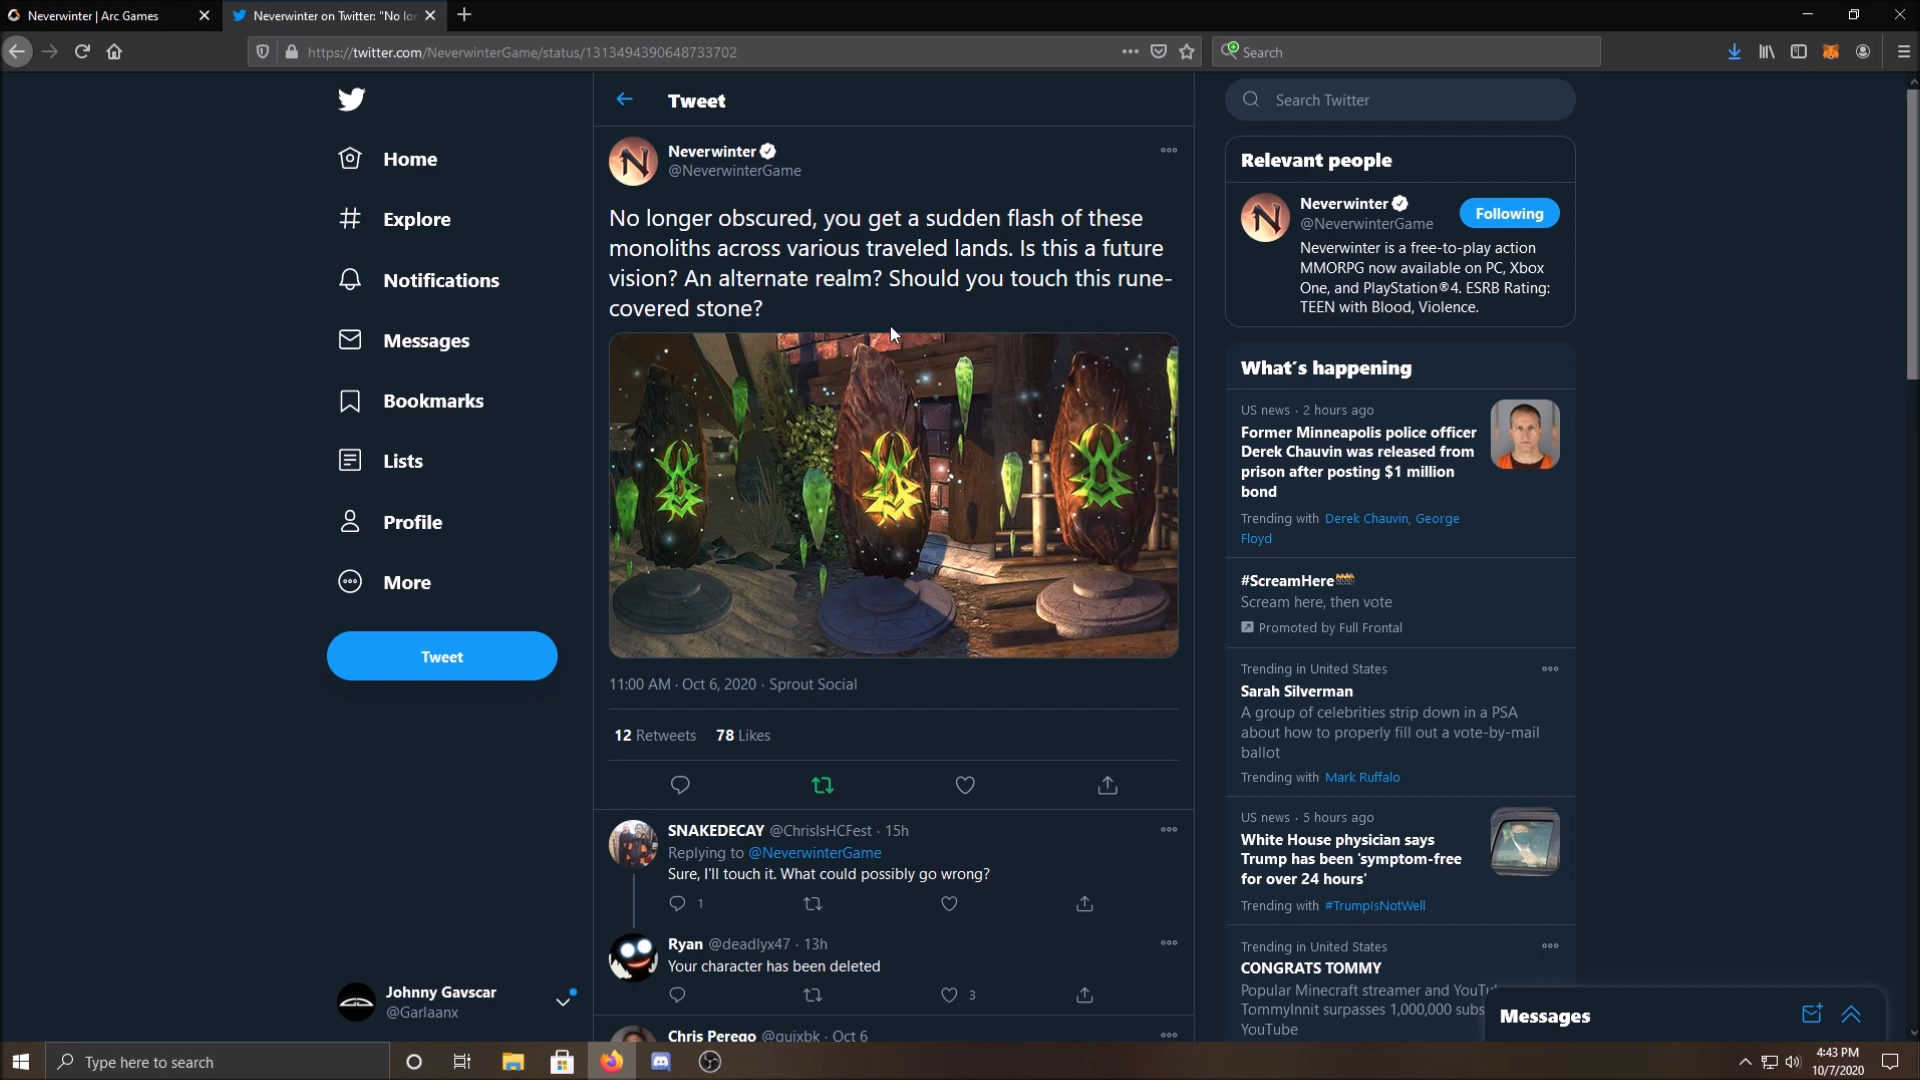 Neverwinter | Arc Games
Neverwinter on Twitter: "No lo
https://twitter.com/NeverwinterGame/status/1313494390648733702
Search
Home
Explore
Notifications
Messages
Bookmarks
Lists
Profile
More
Tweet
Johnny Gavscar
@Garlaanx
Tweet
Neverwinter
@NeverwinterGame
No longer obscured, you get a sudden flash of these
monoliths across various traveled lands. Is this a future
vision? An alternate realm? Should you touch this rune-
covered stone?
11:00 AM · Oct 6, 2020 · Sprout Social
12 Retweets 78 Likes
SNAKEDECAY @ChrisIsHCFest · 15h
Replying to @NeverwinterGame
Sure, I'll touch it. What could possibly go wrong?
1
Ryan @deadlyx47 · 13h
Your character has been deleted
3
Chris Perego @quixbk · Oct 6
Search Twitter
Relevant people
Neverwinter
@NeverwinterGame
Following
Neverwinter is a free-to-play action
MMORPG now available on PC, Xbox
One, and PlayStation®4. ESRB Rating:
TEEN with Blood, Violence.
What's happening
US news · 2 hours ago
Former Minneapolis police officer
Derek Chauvin was released from
prison after posting $1 million
bond
Trending with Derek Chauvin, George
Floyd
#ScreamHere
Scream here, then vote
Promoted by Full Frontal
Trending in United States
Sarah Silverman
A group of celebrities strip down in a PSA
about how to properly fill out a vote-by-mail
ballot
Trending with Mark Ruffalo
US news · 5 hours ago
White House physician says
Trump has been 'symptom-free
for over 24 hours'
Trending with #TrumpIsNotWell
Trending in United States
CONGRATS TOMMY
Popular Minecraft streamer and YouTu
TommyInnit surpasses 1,000,000 subs
YouTube
Messages
Type here to search
4:43 PM
10/7/2020